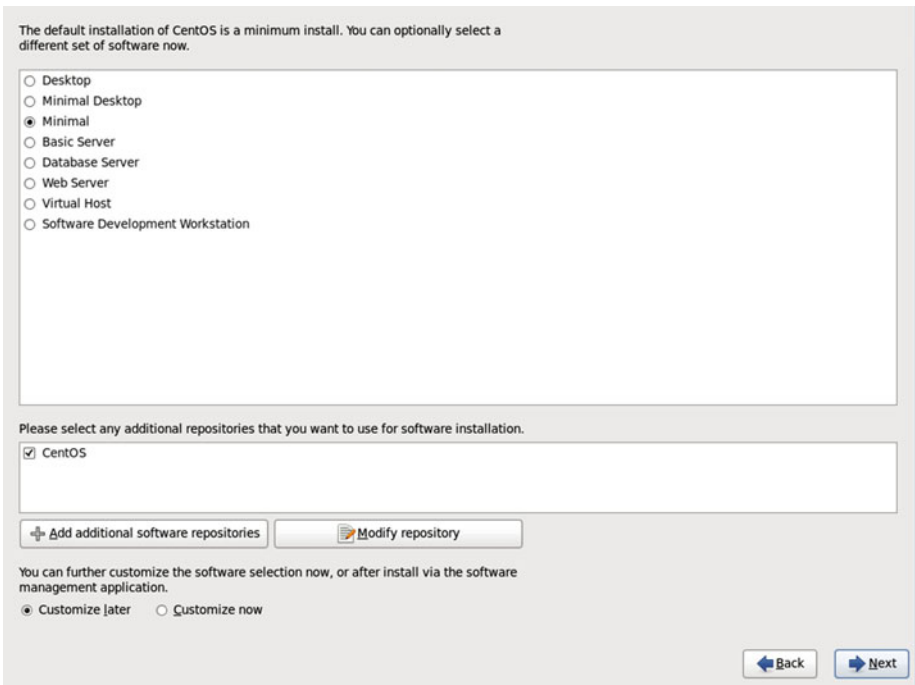 The default installation of CentOS is a minimum install. You can optionally select a
different set of software now.
Desktop
Minimal Desktop
Minimal
Basic Server
Database Server
Web Server
Virtual Host
Software Development Workstation
Please select any additional repositories that you want to use for software installation.
CentOS
Add additional software repositories
Modify repository
You can further customize the software selection now, or after install via the software
management application.
Customize later
Customize now
Back
Next